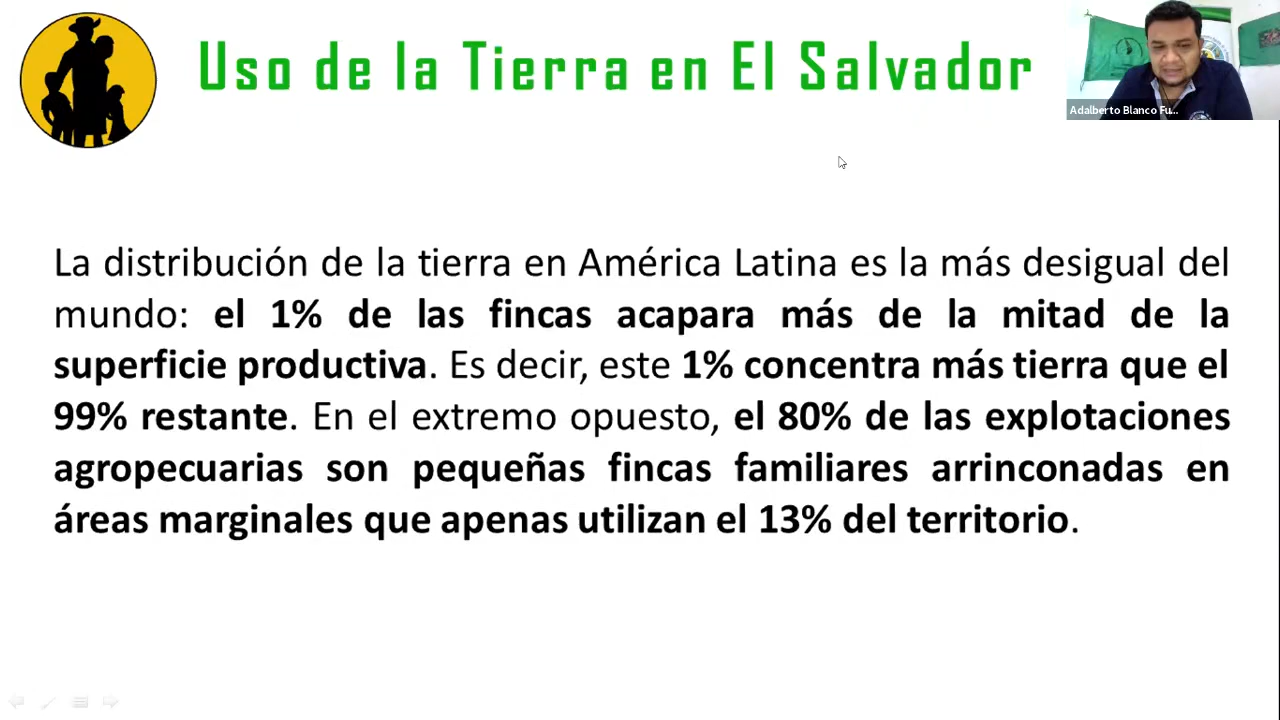 Uso de la Tierra en El Salvador
Adalberto Blanco Fu...
La distribución de la tierra en América Latina es la más desigual del
mundo: el 1% de las fincas acapara más de la mitad de la
superficie productiva. Es decir, este 1% concentra más tierra que el
99% restante. En el extremo opuesto, el 80% de las explotaciones
agropecuarias son pequeñas fincas familiares arrinconadas en
áreas marginales que apenas utilizan el 13% del territorio.